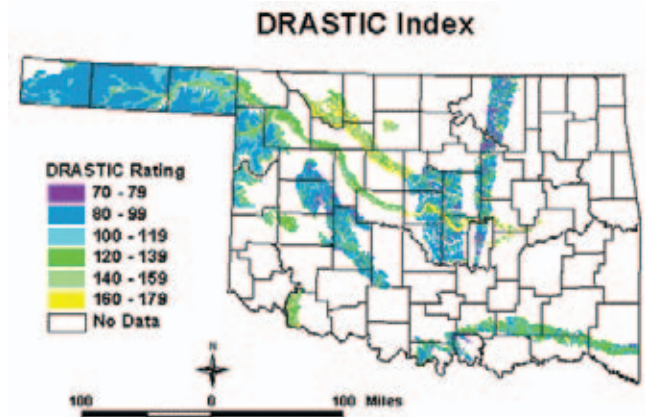 DRASTIC Index
DRASTIC Rating
70 - 79
80 - 99
100 - 119
120 - 139
140 - 159
160 - 179
No Data
N
100 0 100 Miles